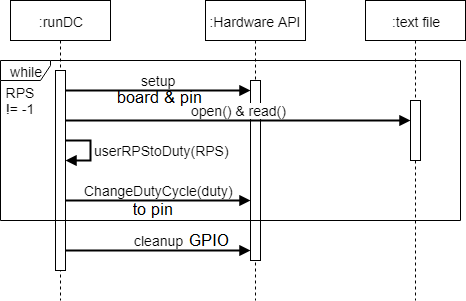 :runDC
:Hardware API
:text file
while
RPS
!= -1
setup
board & pin
open() & read()
userRPStoDuty(RPS)
ChangeDutyCycle(duty)
to pin
cleanup GPIO